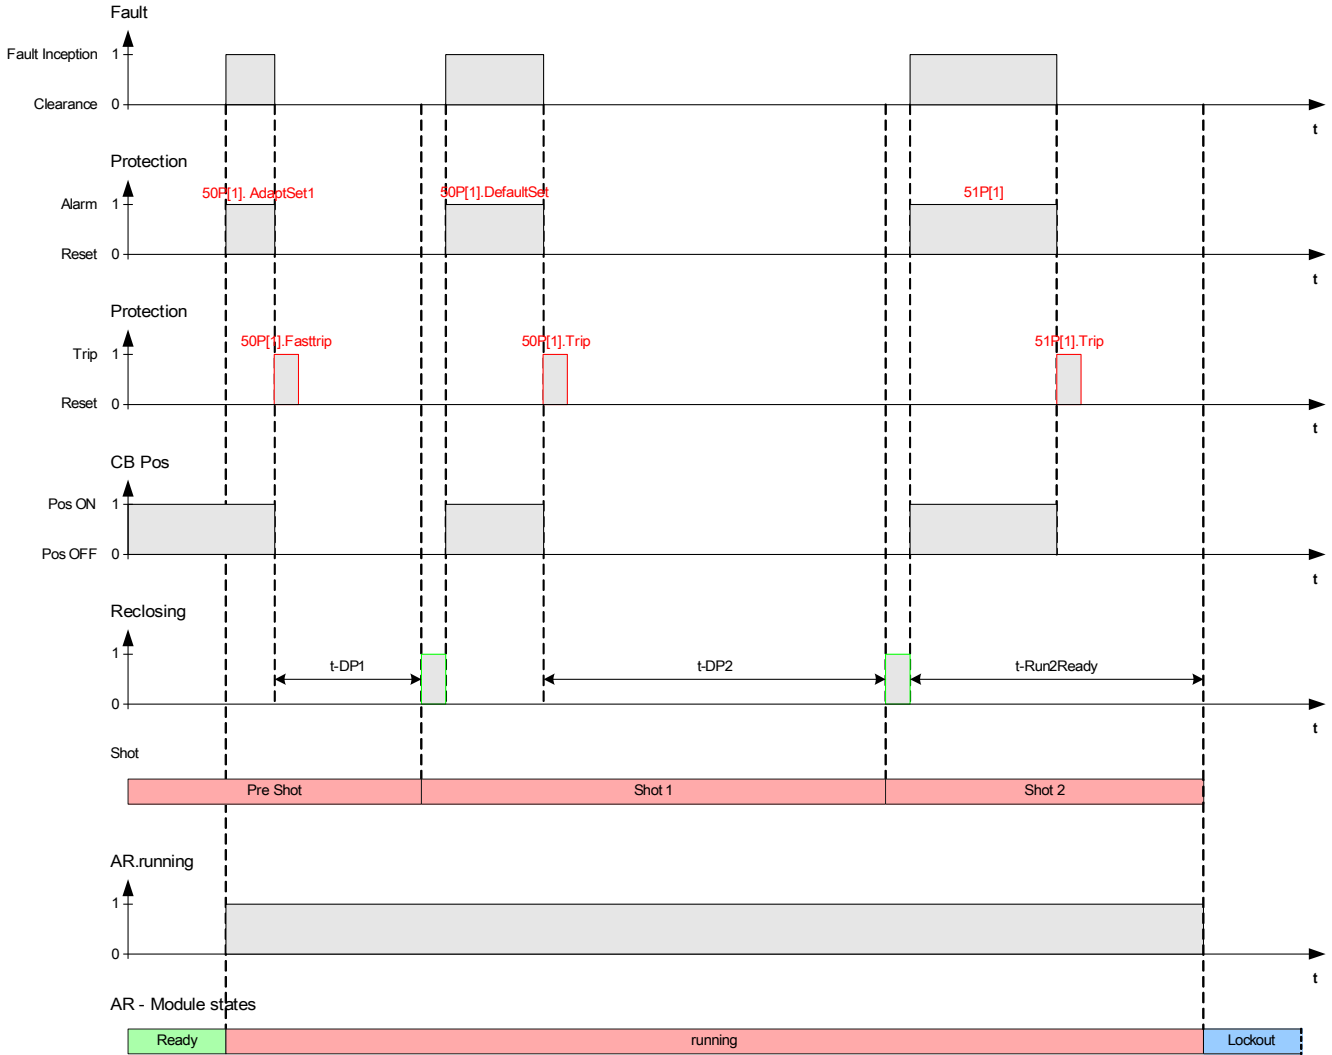 Fault
Fault Inception 1
Clearance 0
t
Protection
50P[1]. AdaptSet1 50P[1].DefaultSet 51P[1]
Alarm 1
Reset 0
t
Protection
50P[1].Fasttrip 50P[1].Trip 51P[1].Trip
Trip 1
Reset 0
t
CB Pos
Pos ON 1
Pos OFF 0
t
Reclosing
1
t-DP1 t-DP2 t-Run2Ready
0
t
Shot
Pre Shot Shot 1 Shot 2
AR.running
1
0
t
AR - Module states
Ready running Lockout